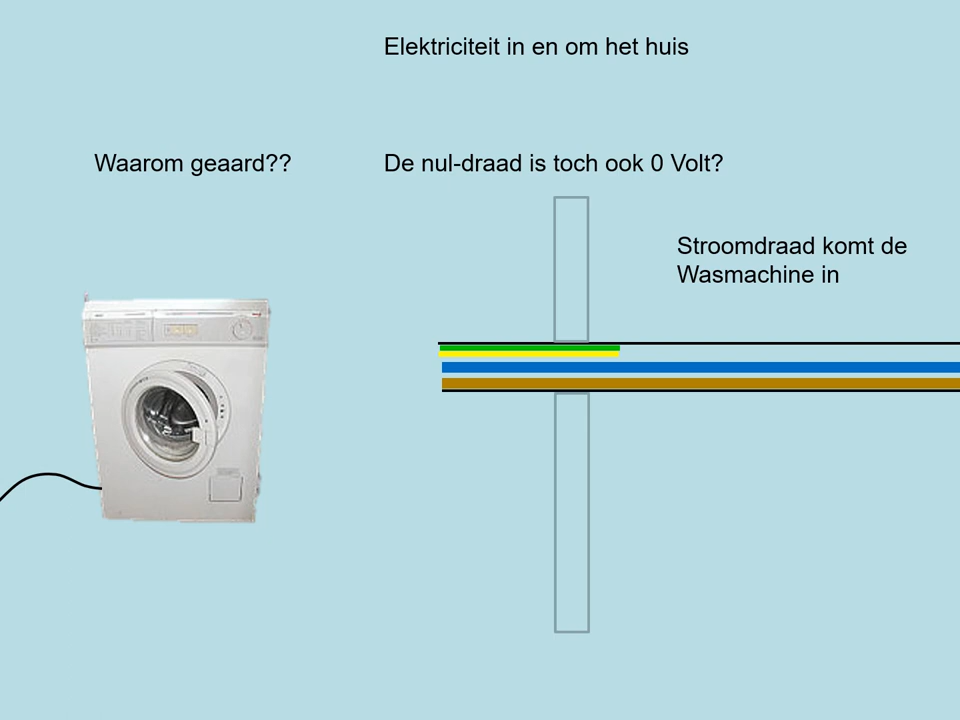 Elektriciteit in en om het huis
Waarom geaard??
De nul-draad is toch ook 0 Volt?
Stroomdraad komt de
Wasmachine in